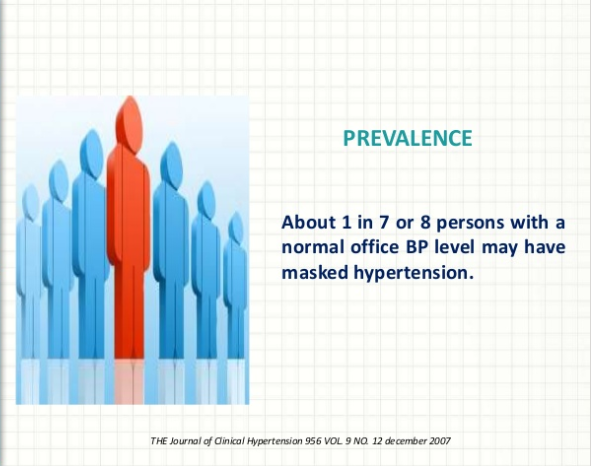 PREVALENCE
About 1 in 7 or 8 persons with a
normal office BP level may have
masked hypertension.
THE Journal of Clinical Hypertension 956 VOL. 9 NO. 12 december 2007